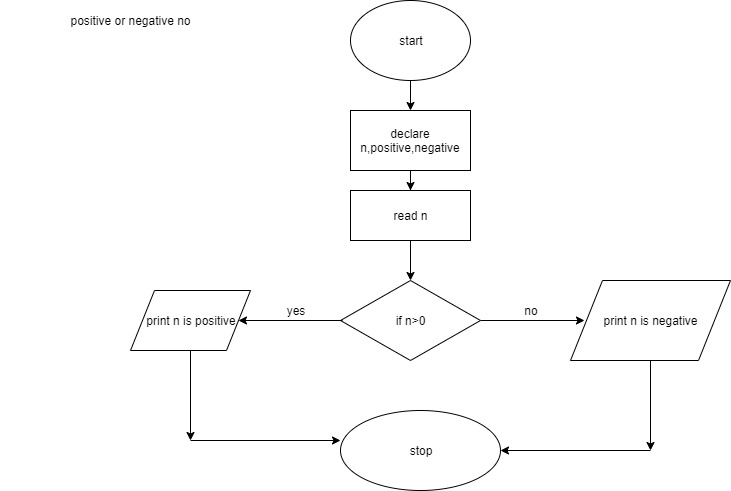 positive or negative no
start
declare
n,positive,negative
read n
yes
if n>0
no
print n is positive
print n is negative
stop